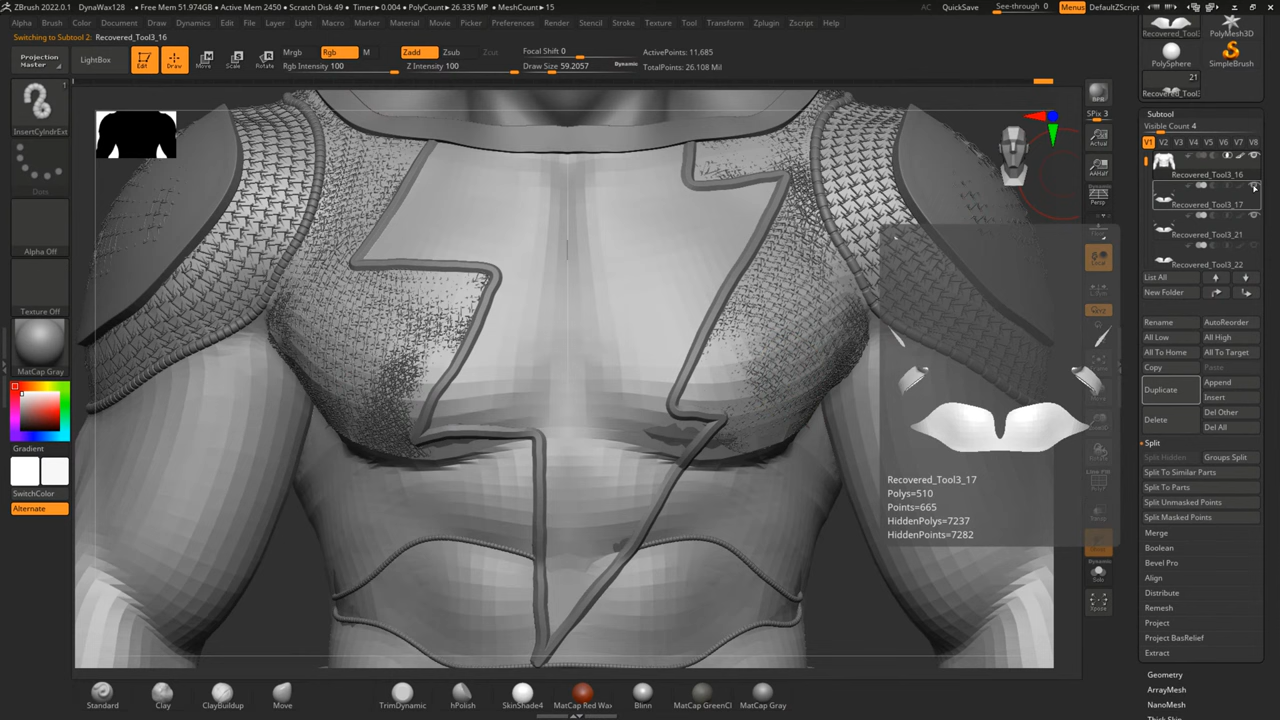 ZBrush 2022.0.1 DynaWax128 • Free Mem 51.974GB • Active Mem 2450 • Scratch Disk 49 • Timer▶0.004 • PolyCount▶26.335 MP • MeshCount▶15
AC QuickSave See-through 0 Menus DefaultZScript
Alpha Brush Color Document Draw Dynamics Edit File Layer Light Macro Marker Material Movie Picker Preferences Render Stencil Stroke Texture Tool Transform Zplugin Zscript Help
Switching to Subtool 2: Recovered_Tool3_16
Projection Master
LightBox
Edit
Draw
Move
Scale
Rotate
Mrgb Rgb M
Rgb Intensity 100
Zadd Zsub Zcut
Z Intensity 100
Focal Shift 0
Draw Size 59.2057 Dynamic
ActivePoints: 11,685
TotalPoints: 26.108 Mil
1
InsertCylndrExt
Dots
Alpha Off
Texture Off
MatCap Gray
Gradient
SwitchColor
Alternate
BPR
SPix 3
Actual
AAHalf
Dynamic
Persp
Local
Dynamic
Solo
Recovered_Tool3
PolyMesh3D
PolySphere
SimpleBrush
21
Recovered_Tool3
Subtool
Visible Count 4
V1 V2 V3 V4 V5 V6 V7 V8
Recovered_Tool3_16
Recovered_Tool3_17
Recovered_Tool3_21
Recovered_Tool3_22
List All
New Folder
Rename AutoReorder
All Low All High
All To Home All To Target
Copy Paste
Duplicate Append
Insert
Delete Del Other
Del All
Split
Split Hidden Groups Split
Split To Similar Parts
Split To Parts
Split Unmasked Points
Split Masked Points
Merge
Boolean
Bevel Pro
Align
Distribute
Remesh
Project
Project BasRelief
Extract
Geometry
ArrayMesh
NanoMesh
Recovered_Tool3_17
Polys=510
Points=665
HiddenPolys=7237
HiddenPoints=7282
Standard Clay ClayBuildup Move TrimDynamic hPolish SkinShade4 MatCap Red Wax Blinn MatCap GreenCl MatCap Gray